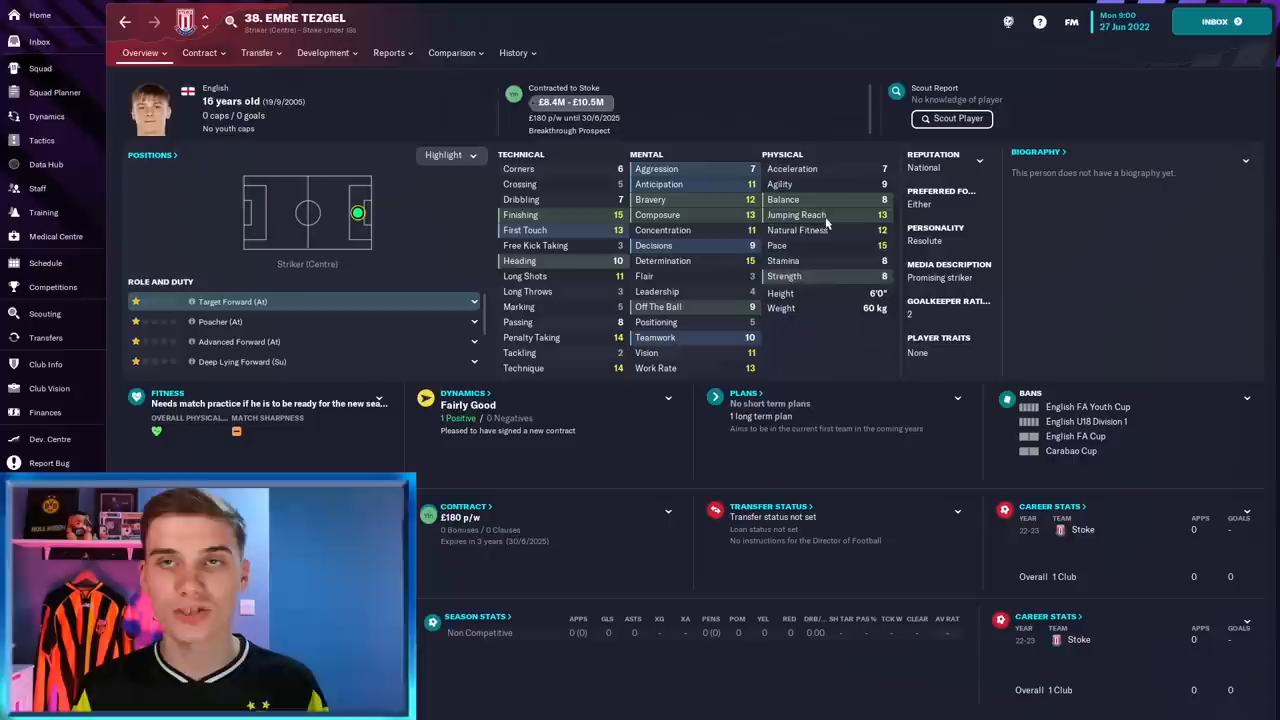 Home
Inbox
Squad
Squad Planner
Dynamics
Tactics
Data Hub
Staff
Training
Medical Centre
Schedule
Competitions
Scouting
Transfers
Club Info
Club Vision
Finances
Dev. Centre
Report Bug
38. EMRE TEZGEL
Striker (Centre) - Stoke Under 18s
FM
Mon 9:00
27 Jun 2022
INBOX
Overview
Contract
Transfer
Development
Reports
Comparison
History
English
16 years old (19/9/2005)
0 caps / 0 goals
No youth caps
Yth
Contracted to Stoke
£8.4M - £10.5M
£180 p/w until 30/6/2025
Breakthrough Prospect
Scout Report
No knowledge of player
Scout Player
POSITIONS
Highlight
Striker (Centre)
ROLE AND DUTY
Target Forward (At)
Poacher (At)
Advanced Forward (At)
Deep Lying Forward (Su)
TECHNICAL
Corners 6
Crossing 5
Dribbling 7
Finishing 15
First Touch 13
Free Kick Taking 3
Heading 10
Long Shots 11
Long Throws 3
Marking 5
Passing 8
Penalty Taking 14
Tackling 2
Technique 14
MENTAL
Aggression 7
Anticipation 11
Bravery 12
Composure 13
Concentration 11
Decisions 9
Determination 15
Flair 3
Leadership 4
Off The Ball 9
Positioning 5
Teamwork 10
Vision 11
Work Rate 13
PHYSICAL
Acceleration 7
Agility 9
Balance 8
Jumping Reach 13
Natural Fitness 12
Pace 15
Stamina 8
Strength 8
Height 6'0"
Weight 60 kg
REPUTATION
National
PREFERRED FO...
Either
PERSONALITY
Resolute
MEDIA DESCRIPTION
Promising striker
GOALKEEPER RATI...
2
PLAYER TRAITS
None
BIOGRAPHY
This person does not have a biography yet.
FITNESS
Needs match practice if he is to be ready for the new sea...
OVERALL PHYSICAL... MATCH SHARPNESS
DYNAMICS
Fairly Good
1 Positive / 0 Negatives
Pleased to have signed a new contract
PLANS
No short term plans
1 long term plan
Aims to be in the current first team in the coming years
BANS
English FA Youth Cup
English U18 Division 1
English FA Cup
Carabao Cup
Yth
CONTRACT
£180 p/w
0 Bonuses / 0 Clauses
Expires in 3 years (30/6/2025)
TRANSFER STATUS
Transfer status not set
Loan status not set
No instructions for the Director of Football
CAREER STATS
YEAR TEAM APPS GOALS
22-23 Stoke 0 -
Overall 1 Club 0 0
SEASON STATS APPS GLS ASTS XG XA PENS POM YEL RED DRB/... SH TAR PAS % TCK W CLEAR AV RAT
Non Competitive 0 (0) 0 0 - - 0 (0) 0 0 0 0.00 - - - - -
CAREER STATS
YEAR TEAM APPS GOALS
22-23 Stoke 0 -
Overall 1 Club 0 0